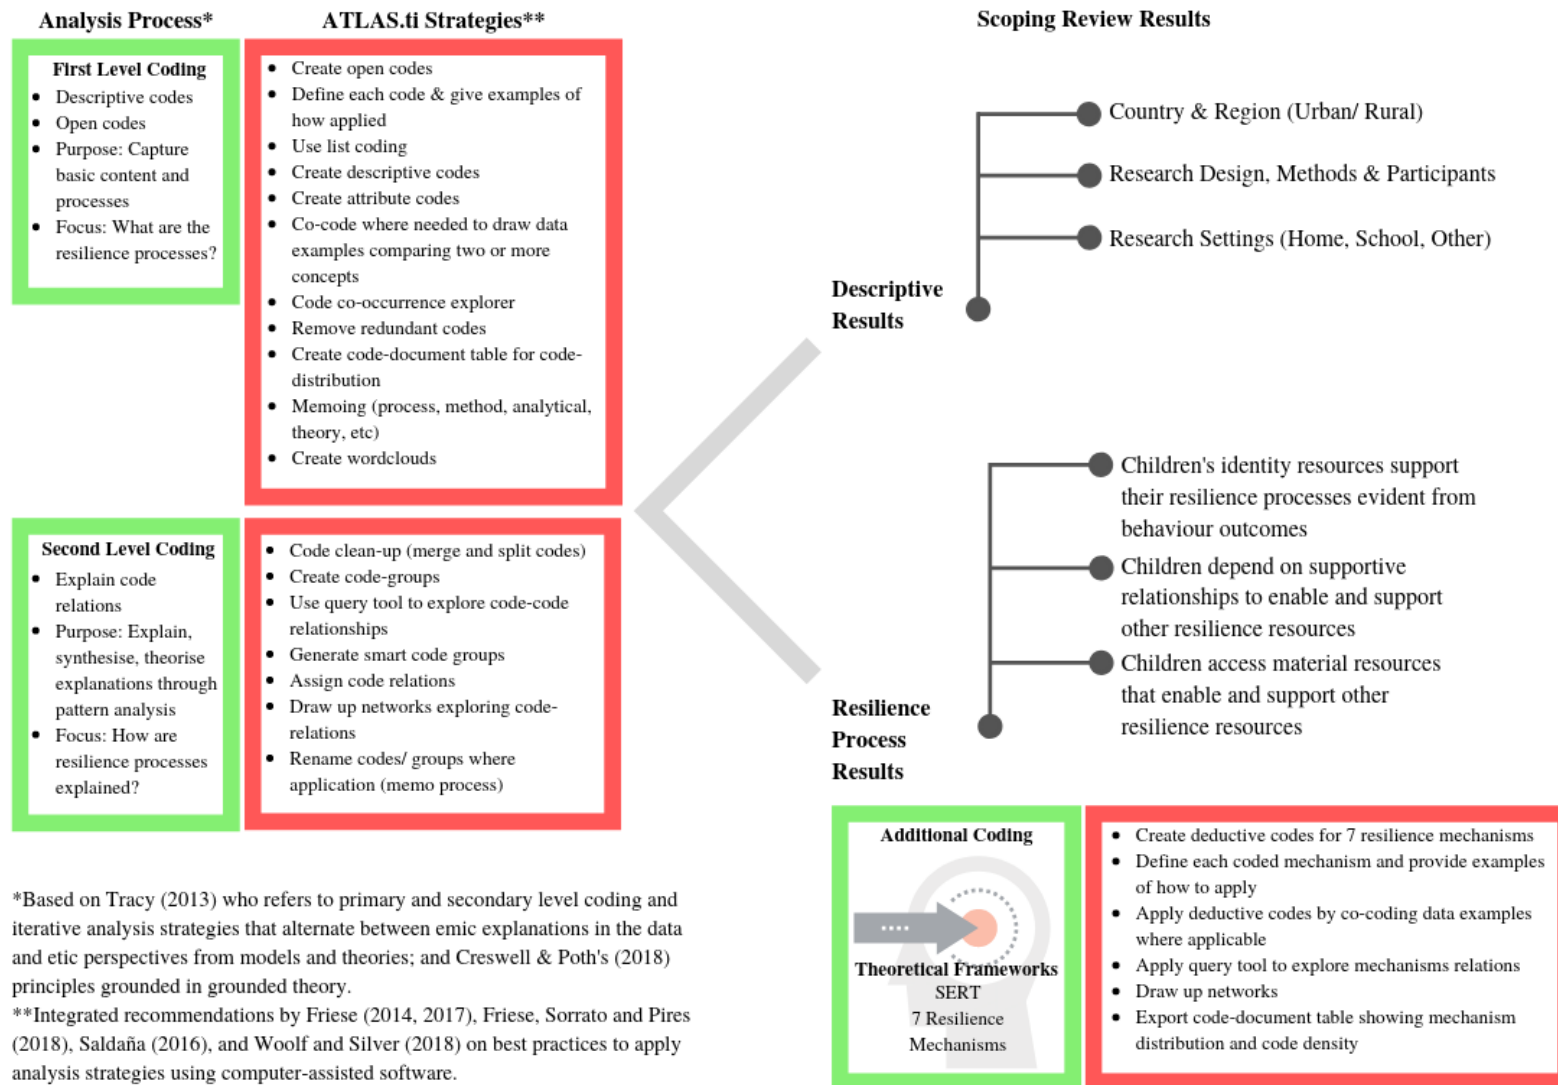 Analysis Process*
First Level Coding
• Descriptive codes
• Open codes
• Purpose: Capture
basic content and
processes
• Focus: What are the
resilience processes?
ATLAS.ti Strategies**
• Create open codes
• Define each code & give examples of
how applied
• Use list coding
• Create descriptive codes
• Create attribute codes
• Co-code where needed to draw data
examples comparing two or more
concepts
• Code co-occurrence explorer
• Remove redundant codes
• Create code-document table for code-
distribution
• Memoing (process, method, analytical,
theory, etc)
• Create wordclouds
Second Level Coding
• Explain code
relations
• Purpose: Explain,
synthesise, theorise
explanations through
pattern analysis
• Focus: How are
resilience processes
explained?
• Code clean-up (merge and split codes)
• Create code-groups
• Use query tool to explore code-code
relationships
• Generate smart code groups
• Assign code relations
• Draw up networks exploring code-
relations
• Rename codes/ groups where
application (memo process)
*Based on Tracy (2013) who refers to primary and secondary level coding and
iterative analysis strategies that alternate between emic explanations in the data
and etic perspectives from models and theories; and Creswell & Poth's (2018)
principles grounded in grounded theory.
**Integrated recommendations by Friese (2014, 2017), Friese, Sorrato and Pires
(2018), Saldaña (2016), and Woolf and Silver (2018) on best practices to apply
analysis strategies using computer-assisted software.
Scoping Review Results
Descriptive
Results
Country & Region (Urban/ Rural)
Research Design, Methods & Participants
Research Settings (Home, School, Other)
Resilience
Process
Results
Children's identity resources support
their resilience processes evident from
behaviour outcomes
Children depend on supportive
relationships to enable and support
other resilience resources
Children access material resources
that enable and support other
resilience resources
Additional Coding
Theoretical Frameworks
SERT
7 Resilience
Mechanisms
• Create deductive codes for 7 resilience mechanisms
• Define each coded mechanism and provide examples
of how to apply
• Apply deductive codes by co-coding data examples
where applicable
• Apply query tool to explore mechanisms relations
• Draw up networks
• Export code-document table showing mechanism
distribution and code density